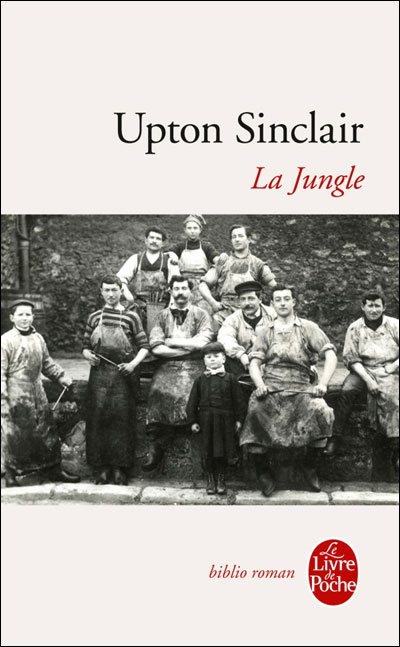 Upton Sinclair
La Jungle
biblio roman
Le
Livre
de
Poche